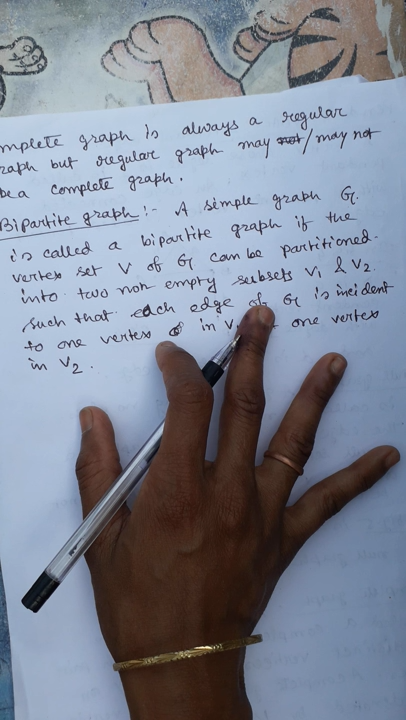 mplete graph is always a regular
raph but regular graph may not/may not
be a complete graph.
Bipartite graph :- A simple graph G
is called a bipartite graph if the
vertex set V of G can be partitioned
into two non empty subsets V1 & V2
such that each edge of G is incident
to one vertex in V one vertex
in V2.